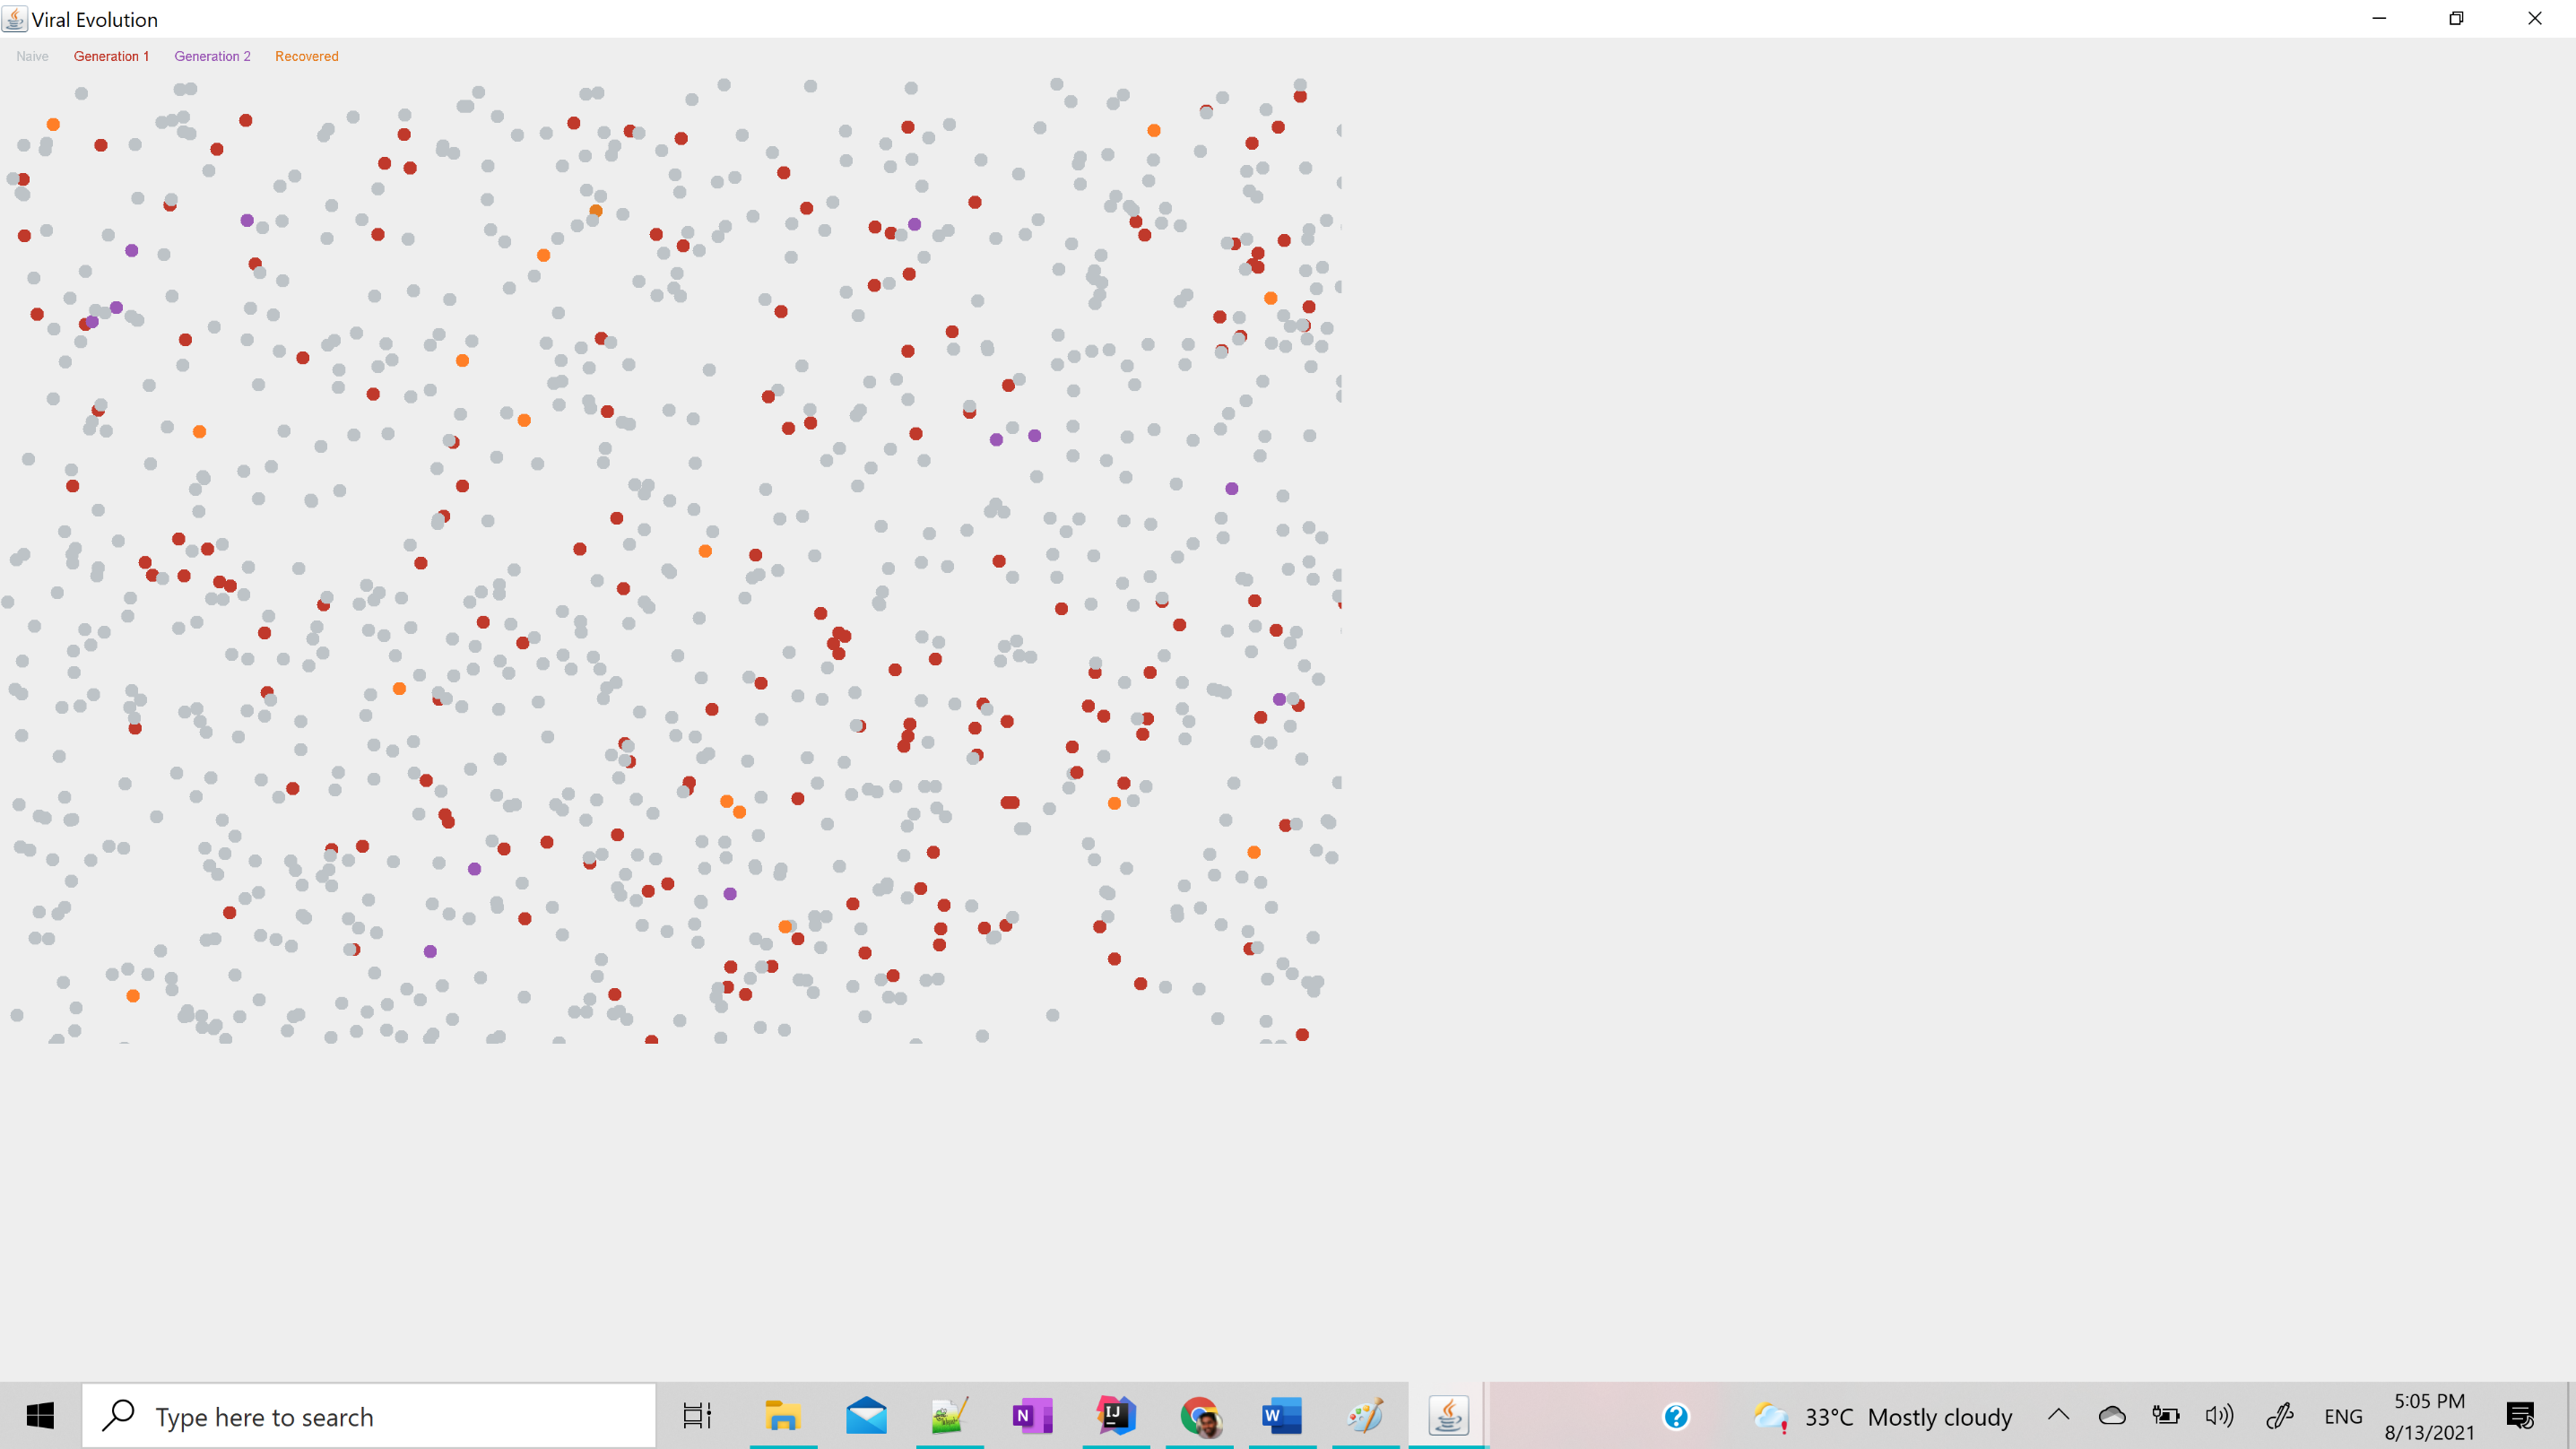 Viral Evolution
Naive Generation 1 Generation 2 Recovered
Type here to search
N
IJ
W
?
33°C Mostly cloudy
ENG
5:05 PM
8/13/2021